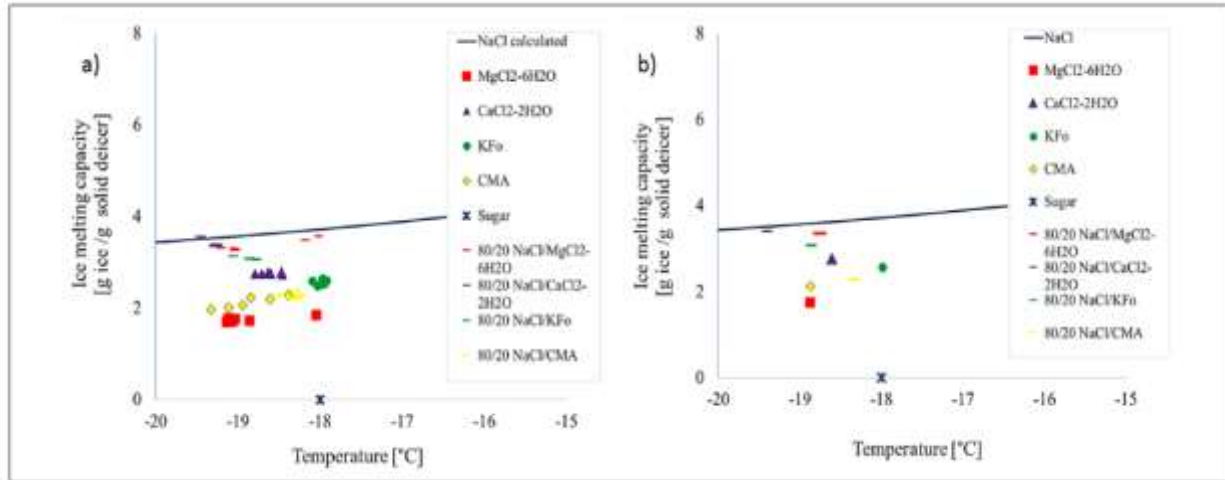 a)
Ice melting capacity
[g ice /g  solid deicer]
8
6
4
2
0
-20
-19
-18
-17
-16
-15
Temperature [°C]
NaCl calculated
MgCl2-6H2O
CaCl2-2H2O
KFo
CMA
Sugar
80/20 NaCl/MgCl2-
6H2O
80/20 NaCl/CaCl2-
2H2O
80/20 NaCl/KFo
80/20 NaCl/CMA
b)
Ice melting capacity
[g ice /g  solid deicer]
8
6
4
2
0
-20
-19
-18
-17
-16
-15
Temperature [°C]
NaCl
MgCl2-6H2O
CaCl2-2H2O
KFo
CMA
Sugar
80/20 NaCl/MgCl2-
6H2O
80/20 NaCl/CaCl2-
2H2O
80/20 NaCl/KFo
80/20 NaCl/CMA